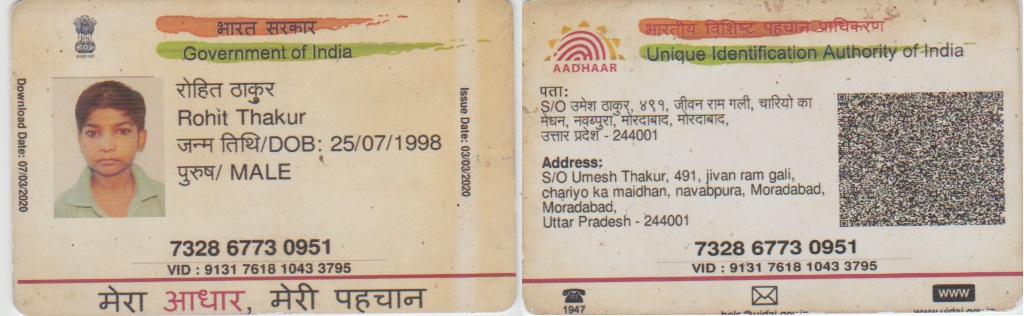 भारत सरकार
Government of India
Download Date: 07/03/2020
रोहित ठाकुर
Rohit Thakur
जन्म तिथि/DOB: 25/07/1998
पुरुष/ MALE
Issue Date: 03/03/2020
7328 6773 0951
VID : 9131 7618 1043 3795
मेरा आधार, मेरी पहचान
भारतीय विशिष्ट पहचान प्राधिकरण
Unique Identification Authority of India
AADHAAR
पता:
S/O उमेश ठाकुर, ४९१, जीवन राम गली, चारियो का
मेधन, नवब्पुरा, मोरदाबाद, मोरदाबाद,
उत्तर प्रदेश - 244001
Address:
S/O Umesh Thakur, 491, jivan ram gali,
chariyo ka maidhan, navabpura, Moradabad,
Moradabad,
Uttar Pradesh - 244001
7328 6773 0951
VID : 9131 7618 1043 3795
1947
www